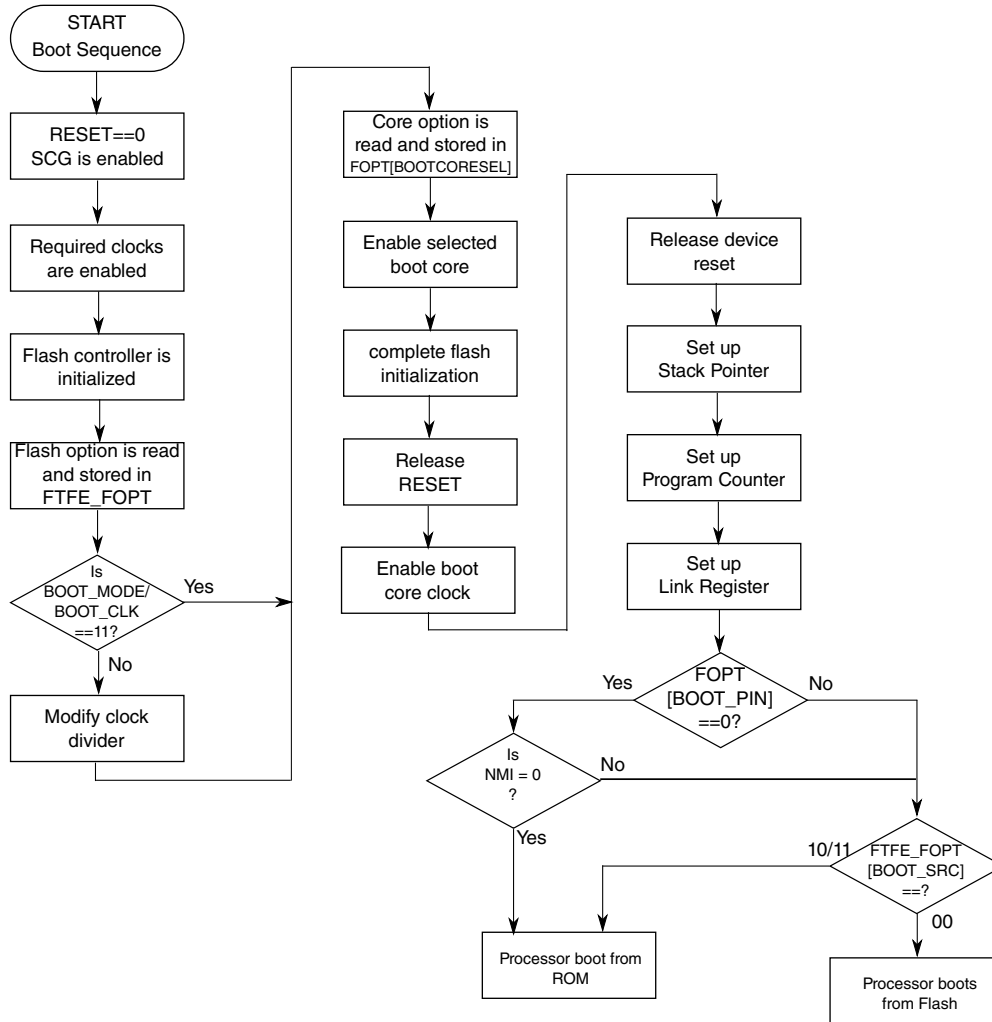 START
Boot Sequence
RESET==0
SCG is enabled
Required clocks
are enabled
Flash controller is
initialized
Flash option is read
and stored in
FTFE_FOPT
Is
BOOT_MODE/
BOOT_CLK
==11?
Yes
No
Modify clock
divider
Core option is
read and stored in
FOPT[BOOTCORESEL]
Enable selected
boot core
complete flash
initialization
Release
RESET
Enable boot
core clock
Release device
reset
Set up
Stack Pointer
Set up
Program Counter
Set up
Link Register
FOPT
[BOOT_PIN]
==0?
Yes
No
Is
NMI = 0
?
No
Yes
FTFE_FOPT
[BOOT_SRC]
==?
10/11
00
Processor boot from
ROM
Processor boots
from Flash